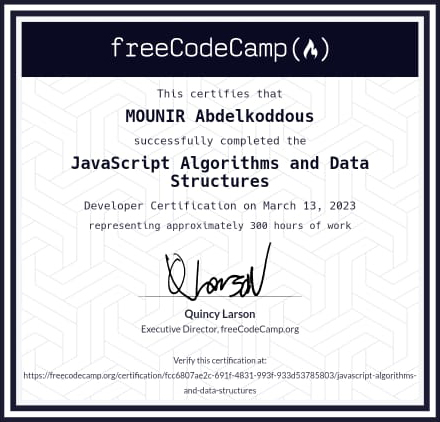 freeCodeCamp(🔥)
This certifies that
MOUNIR Abdelkoddous
successfully completed the
JavaScript Algorithms and Data
Structures
Developer Certification on March 13, 2023
representing approximately 300 hours of work
QLarson
Quincy Larson
Executive Director, freeCodeCamp.org
Verify this certification at:
https://freecodecamp.org/certification/fcc6807ae2c-691f-4831-993f-933d53785803/javascript-algorithms-
and-data-structures